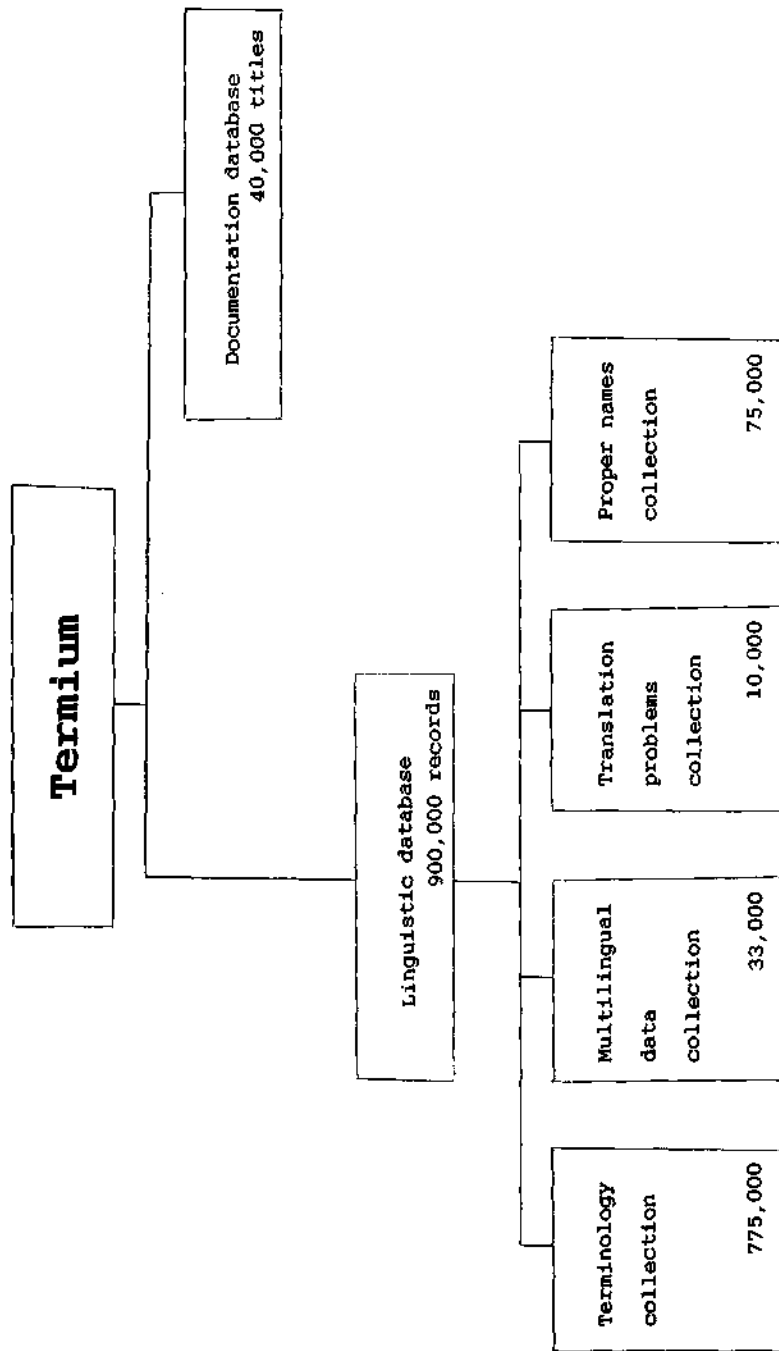 Termium
Documentation database
40,000 titles
Linguistic database
900,000 records
Terminology
collection
775,000
Multilingual
data
collection
33,000
Translation
problems
collection
10,000
Proper names
collection
75,000